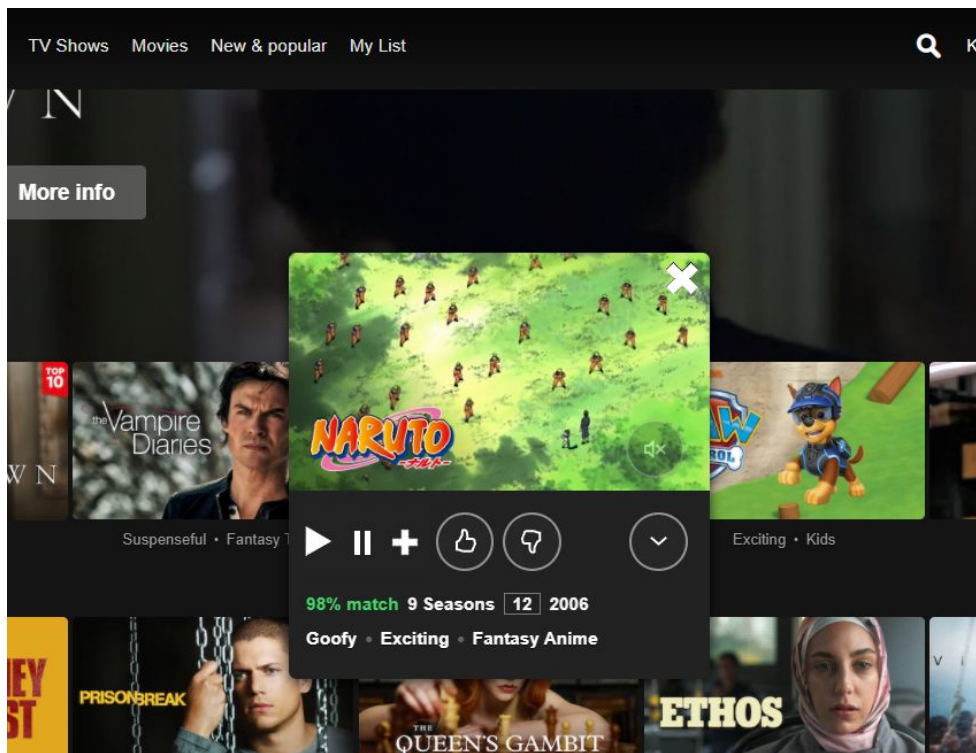 TV Shows Movies New & popular My List K
W N
More info
TOP
10
the Vampire
Diaries
NARUTO
-ナルト-
W N
Suspenseful • Fantasy T
Exciting • Kids
98% match 9 Seasons 12 2006
Goofy • Exciting • Fantasy Anime
EY
ST
PRISON BREAK
THE
QUEEN'S GAMBIT
ETHOS
V I